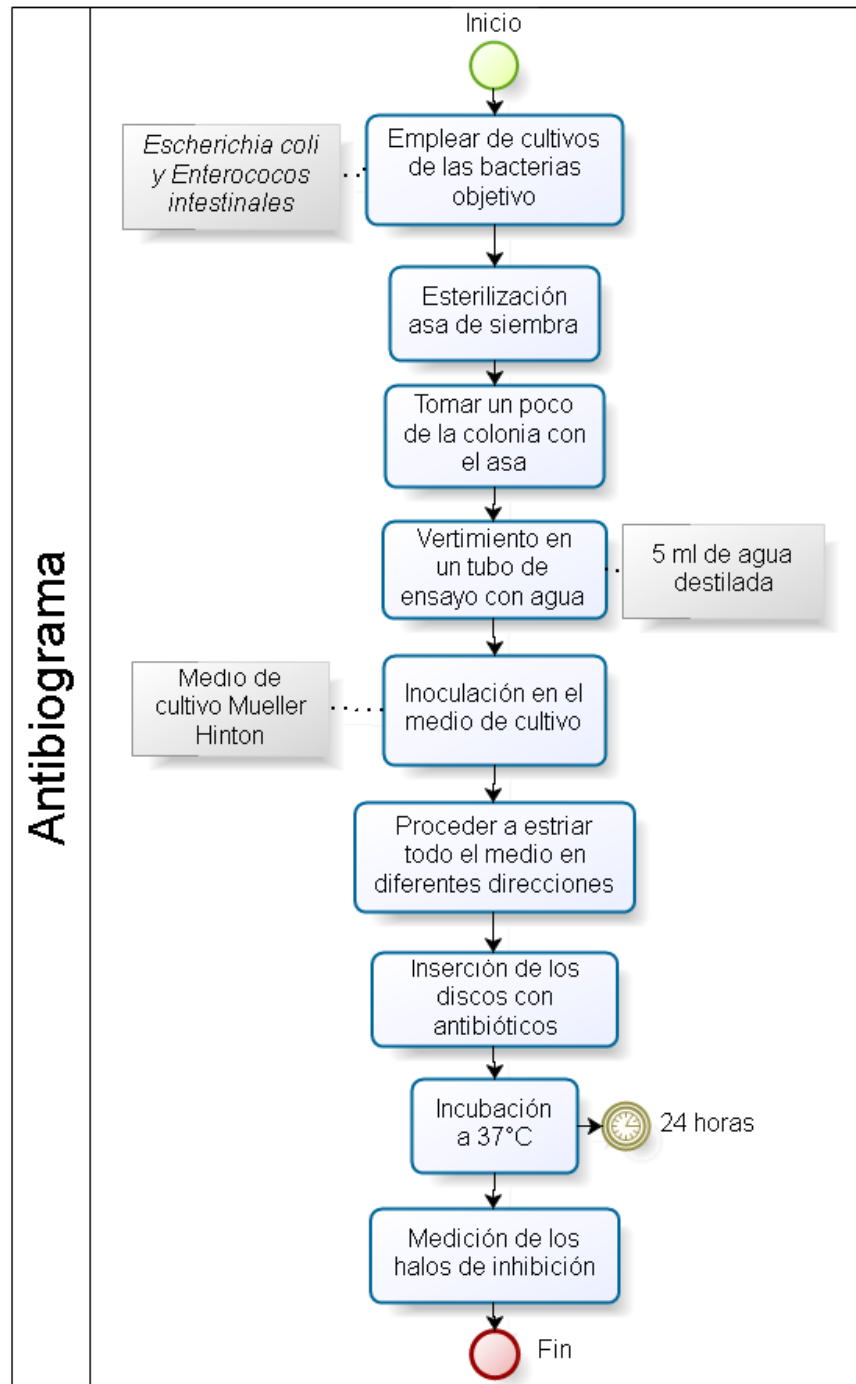 Antibiograma
Inicio
Escherichia coli
y Enterococos
intestinales
Emplear de cultivos
de las bacterias
objetivo
Esterilización
asa de siembra
Tomar un poco
de la colonia con
el asa
Vertimiento en
un tubo de
ensayo con agua
5 ml de agua
destilada
Medio de
cultivo Mueller
Hinton
Inoculación en el
medio de cultivo
Proceder a estriar
todo el medio en
diferentes direcciones
Inserción de los
discos con
antibióticos
Incubación
a 37°C
24 horas
Medición de los
halos de inhibición
Fin